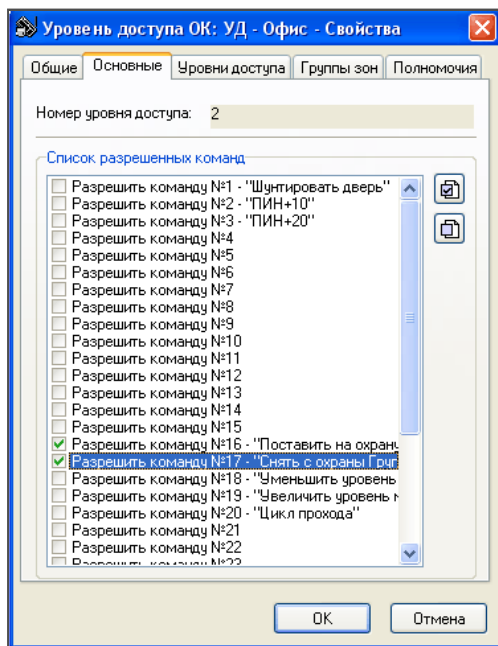 Уровень доступа ОК: УД - Офис - Свойства
Общие Основные Уровни доступа Группы зон Полномочия
Номер уровня доступа: 2
Список разрешенных команд
Разрешить команду №1 - "Шунтировать дверь"
Разрешить команду №2 - "ПИН+10"
Разрешить команду №3 - "ПИН+20"
Разрешить команду №4
Разрешить команду №5
Разрешить команду №6
Разрешить команду №7
Разрешить команду №8
Разрешить команду №9
Разрешить команду №10
Разрешить команду №11
Разрешить команду №12
Разрешить команду №13
Разрешить команду №14
Разрешить команду №15
Разрешить команду №16 - "Поставить на охрану
Разрешить команду №17 - "Снять с охраны Груп
Разрешить команду №18 - "Уменьшить уровень
Разрешить команду №19 - "Увеличить уровень
Разрешить команду №20 - "Цикл прохода"
Разрешить команду №21
Разрешить команду №22
Разрешить команду №23
ОК Отмена